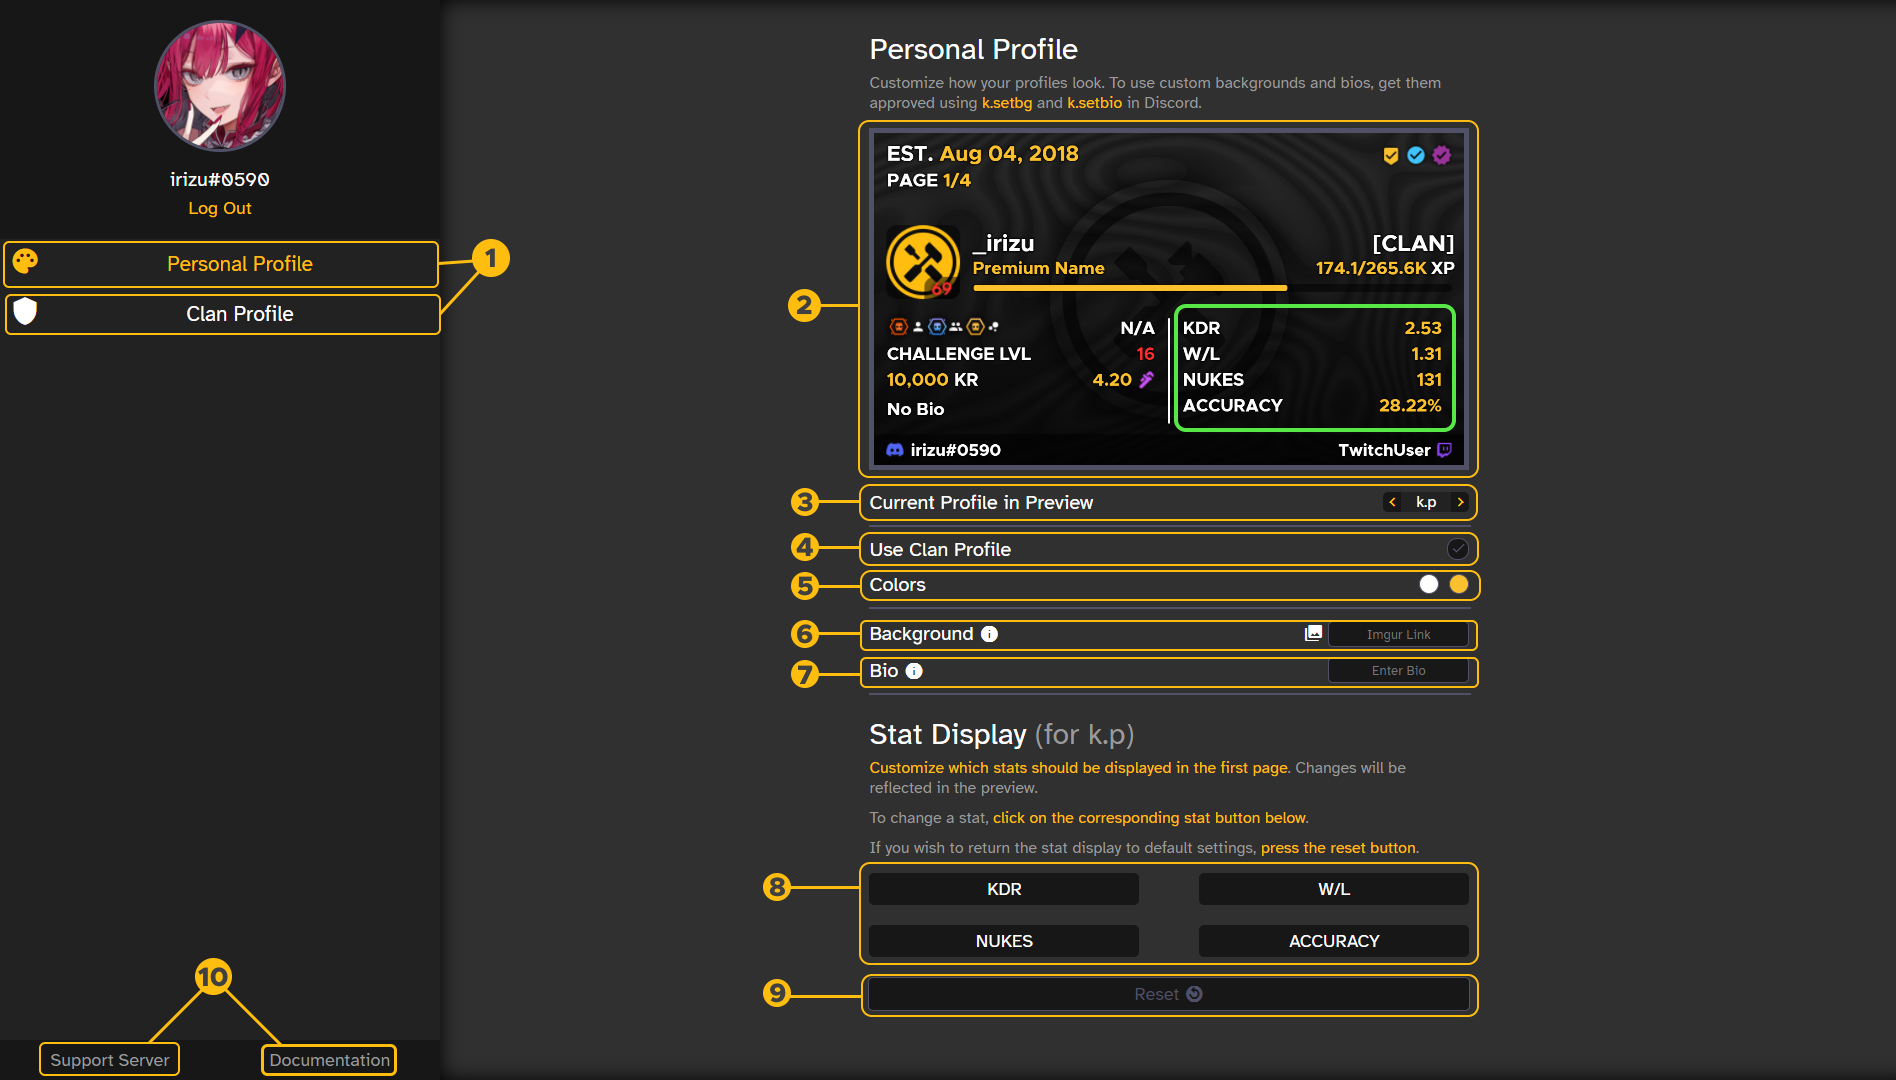 irizu#0590
Log Out
Personal Profile
Clan Profile
1
Personal Profile
Customize how your profiles look. To use custom backgrounds and bios, get them
approved using k.setbg and k.setbio in Discord.
2
EST. Aug 04, 2018
PAGE 1/4
69
_irizu
[CLAN]
Premium Name
174.1/265.6K XP
N/A
CHALLENGE LVL 16
10,000 KR 4.20
No Bio
KDR 2.53
W/L 1.31
NUKES 131
ACCURACY 28.22%
irizu#0590
TwitchUser
3
Current Profile in Preview
< k.p >
4
Use Clan Profile
5
Colors
6
Background i
Imgur Link
7
Bio i
Enter Bio
Stat Display (for k.p)
Customize which stats should be displayed in the first page. Changes will be
reflected in the preview.
To change a stat, click on the corresponding stat button below.
If you wish to return the stat display to default settings, press the reset button.
8
KDR
W/L
NUKES
ACCURACY
9
Reset
10
Support Server
Documentation